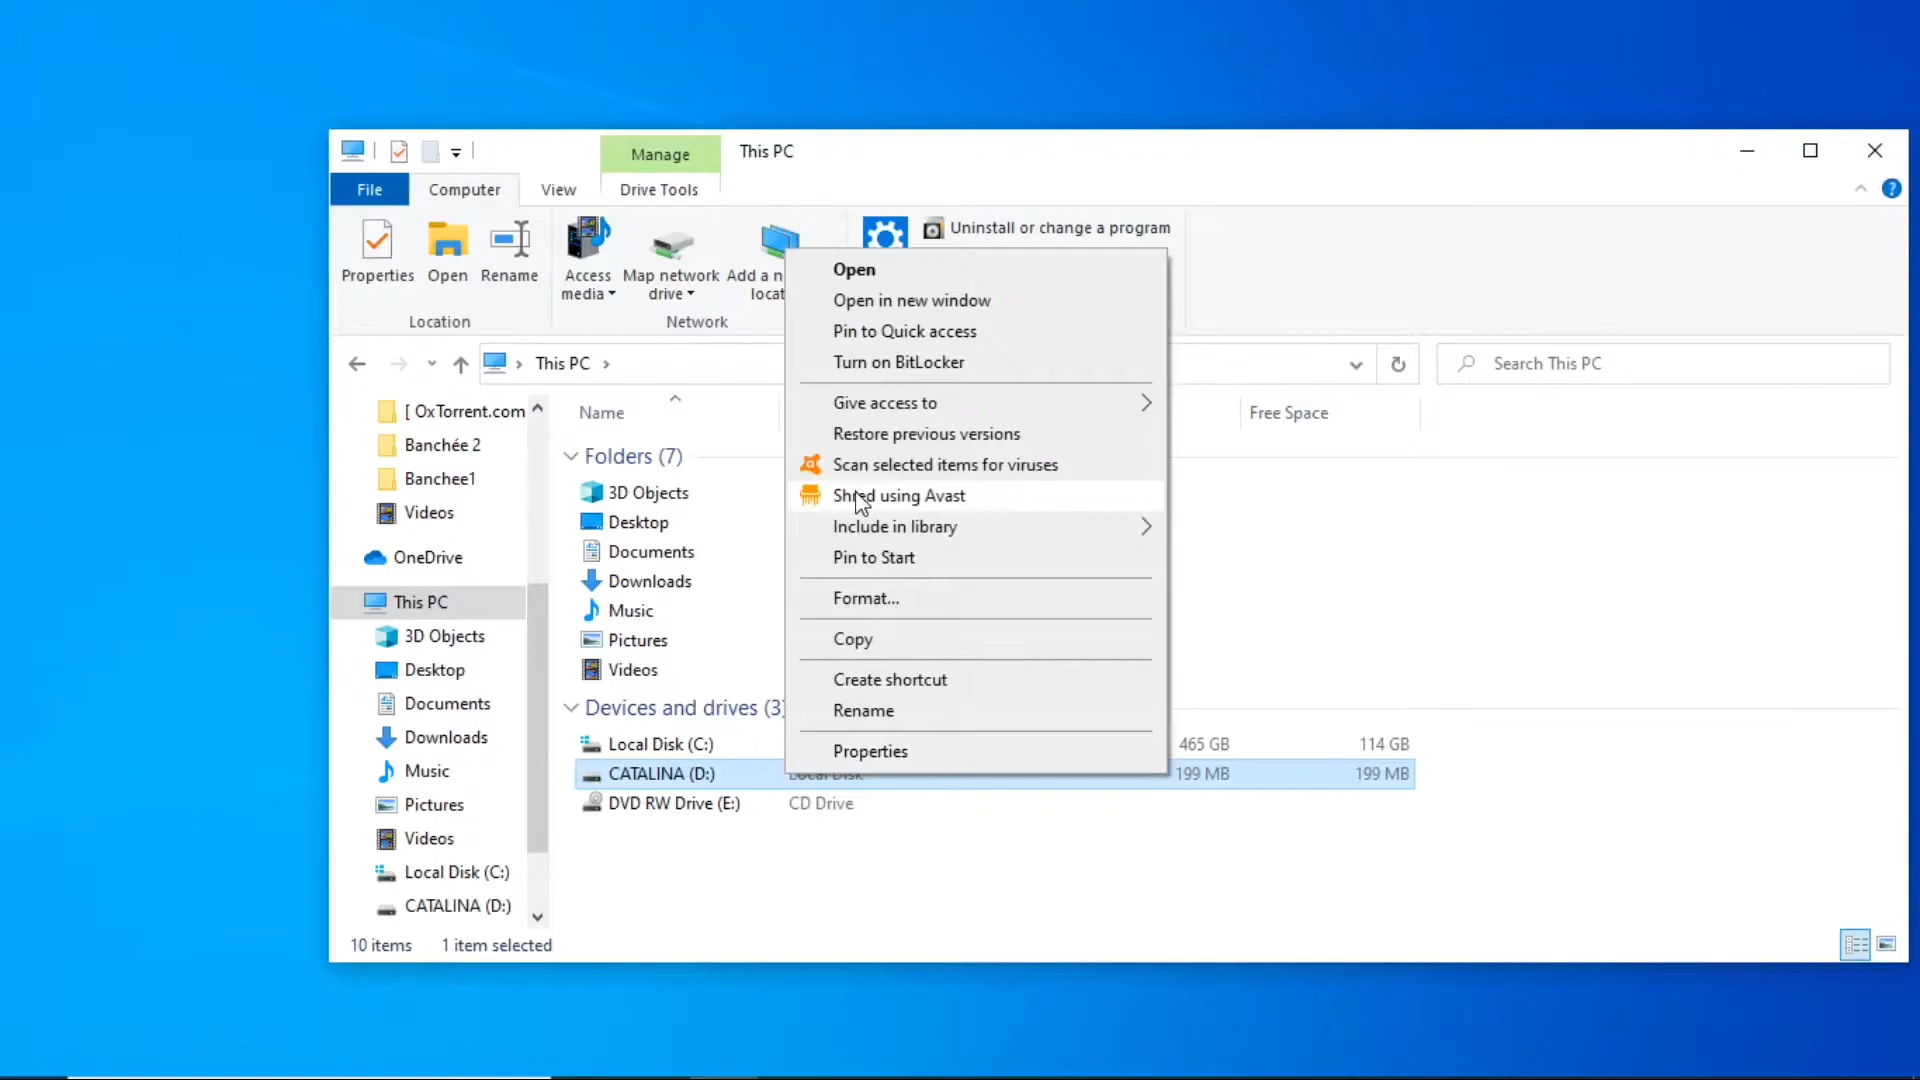 Manage
This PC
File
Computer
View
Drive Tools
Properties
Open
Rename
Access
media
Map network
drive
Add a n
locat
Uninstall or change a program
Location
Network
This PC
Search This PC
Open
Open in new window
Pin to Quick access
Turn on BitLocker
Give access to
Restore previous versions
Scan selected items for viruses
Shred using Avast
Include in library
Pin to Start
Format...
Copy
Create shortcut
Rename
Properties
[ OxTorrent.com
Banchée 2
Banchee1
Videos
OneDrive
This PC
3D Objects
Desktop
Documents
Downloads
Music
Pictures
Videos
Local Disk (C:)
CATALINA (D:)
Name
Free Space
Folders (7)
3D Objects
Desktop
Documents
Downloads
Music
Pictures
Videos
Devices and drives (3)
Local Disk (C:)
465 GB
114 GB
CATALINA (D:)
Local Disk
199 MB
199 MB
DVD RW Drive (E:)
CD Drive
10 items
1 item selected